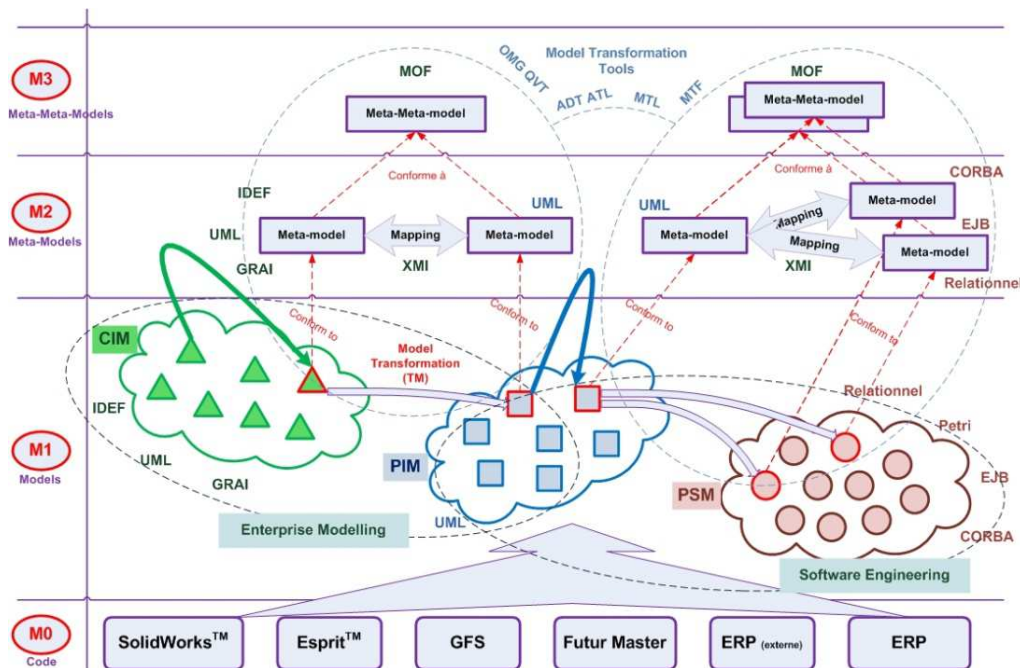 M3
Meta-Meta-Models
MOF
Meta-Meta-model
OMG QVT
Model Transformation
Tools
ADT ATL
MTL
MTF
MOF
Meta-Meta-model
M2
Meta-Models
IDEF
UML
GRAI
Conforme à
Meta-model
Mapping
XMI
UML
Meta-model
UML
Meta-model
Conforme à
Mapping
Mapping
XMI
CORBA
Meta-model
EJB
Meta-model
Relationnel
M1
Models
CIM
IDEF
UML
GRAI
Conform to
Model
Transformation
(TM)
Conform to
Enterprise Modelling
PIM
UML
Conform to
Conform to
Relationnel
Petri
EJB
PSM
CORBA
Software Engineering
M0
Code
SolidWorks™
Esprit™
GFS
Futur Master
ERP (externe)
ERP